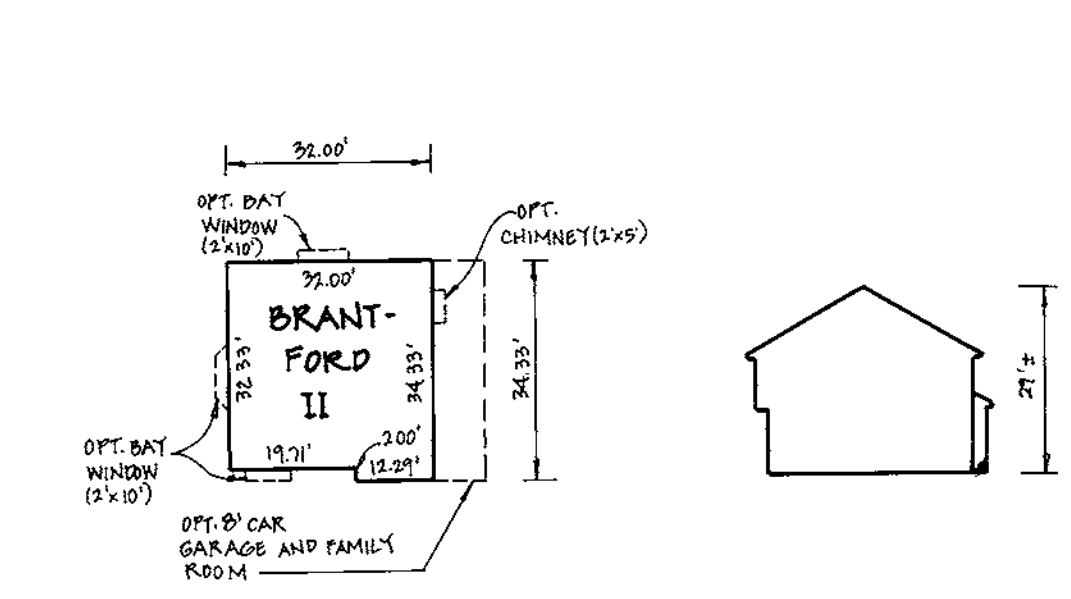 32.00'
OPT. BAY
WINDOW
(2'x10')
OPT.
CHIMNEY (2'x5')
32.00'
BRANT-
FORD
II
32.33'
34.33'
34.33'
29'±
2.00'
19.71'
12.29'
OPT. BAY
WINDOW
(2'x10')
OPT. 8' CAR
GARAGE AND FAMILY
ROOM